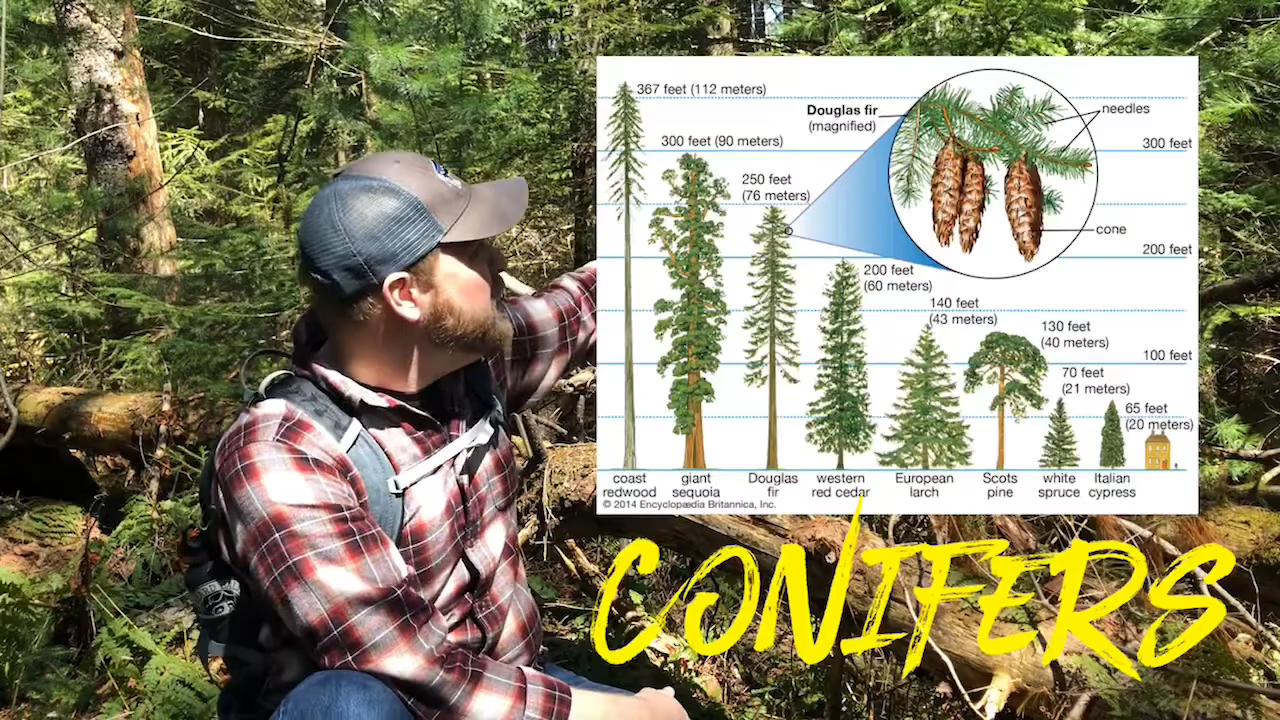 367 feet (112 meters)
Douglas fir
(magnified)
needles
300 feet (90 meters)
300 feet
250 feet
(76 meters)
cone
200 feet
200 feet
(60 meters)
140 feet
(43 meters)
130 feet
(40 meters)
100 feet
70 feet
(21 meters)
65 feet
(20 meters)
coast
redwood
giant
sequoia
Douglas
fir
western
red cedar
European
larch
Scots
pine
white
spruce
Italian
cypress
© 2014 Encyclopædia Britannica, Inc.
CONIFERS